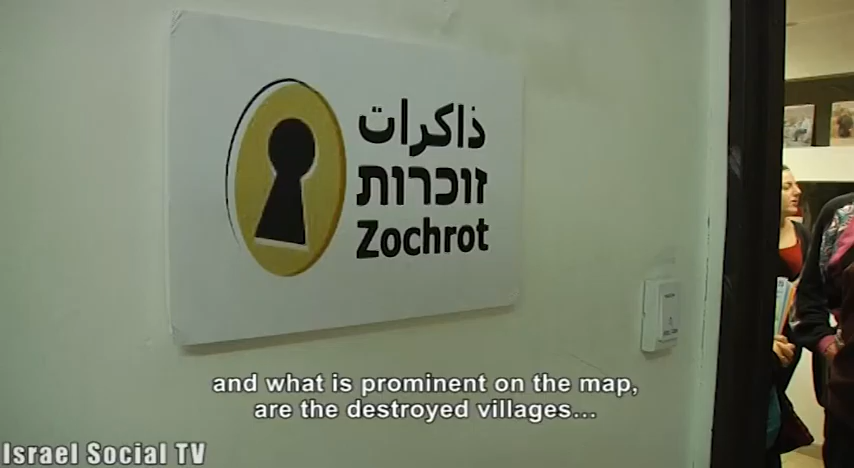 ذاكرات
זוכרות
Zochrot
and what is prominent on the map,
are the destroyed villages...
Israel Social TV